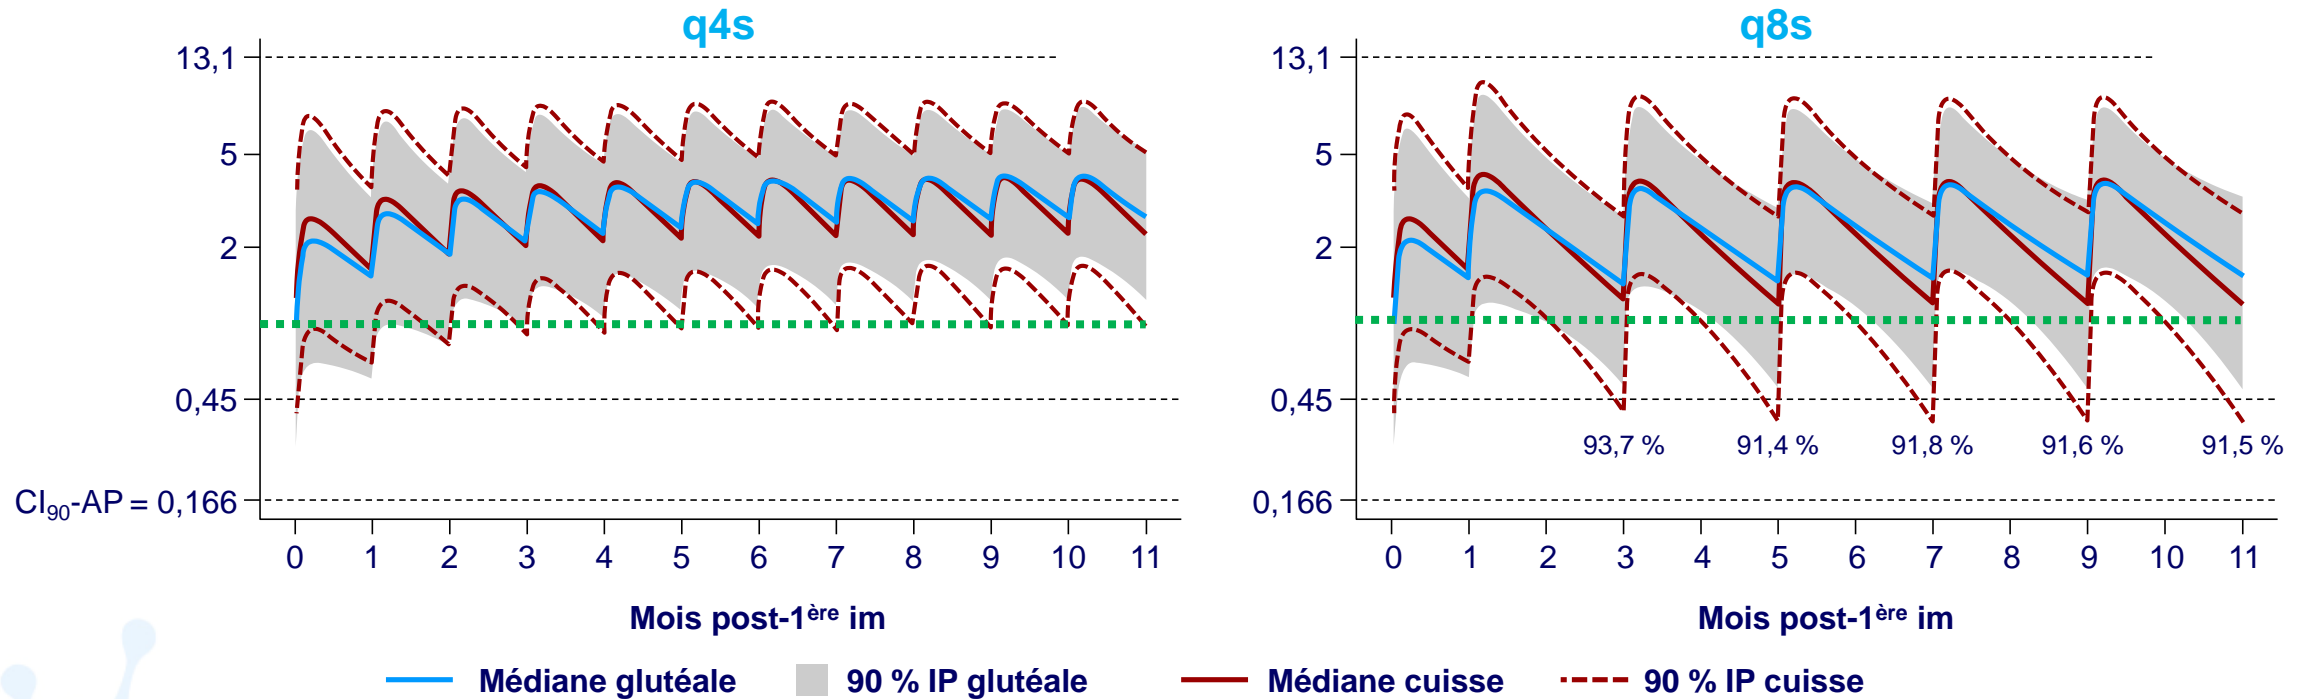 q4s
13,1
5
2
0,45
CI90-AP = 0,166
0 1 2 3 4 5 6 7 8 9 10 11
Mois post-1ère im
q8s
13,1
5
2
0,45
0,166
93,7 % 91,4 % 91,8 % 91,6 % 91,5 %
0 1 2 3 4 5 6 7 8 9 10 11
Mois post-1ère im
Médiane glutéale 90 % IP glutéale Médiane cuisse 90 % IP cuisse